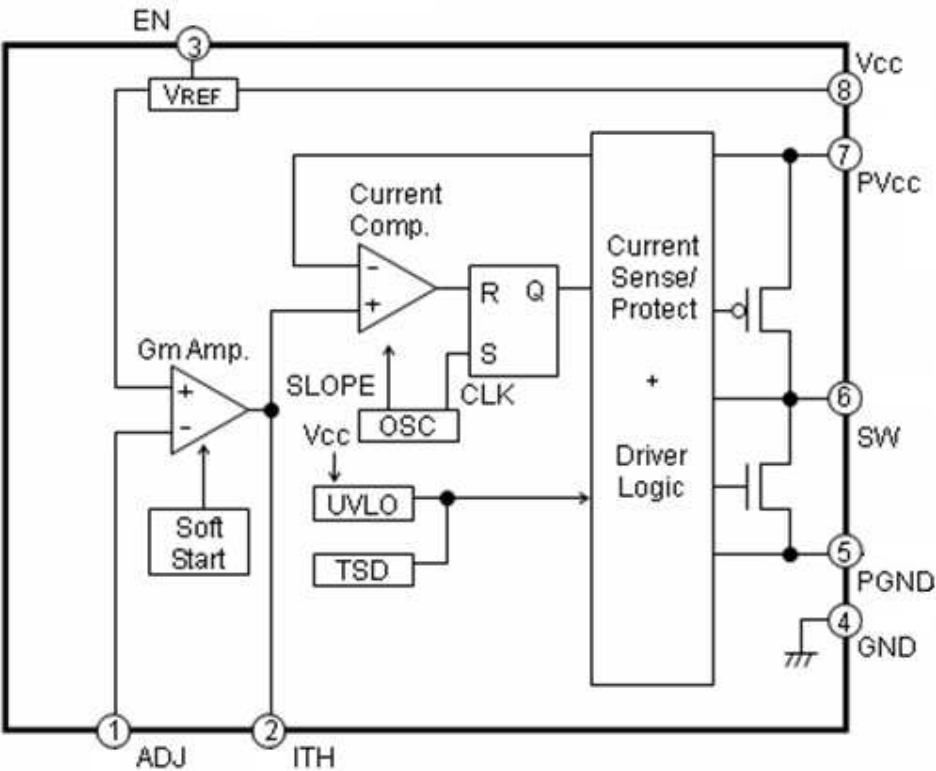 EN
3
VREF
Vcc
8
7
PVcc
Current
Comp.
-
+
R Q
S
CLK
Current
Sense/
Protect
+
Driver
Logic
Gm Amp.
+
-
SLOPE
OSC
Vcc
UVLO
TSD
Soft
Start
6
SW
5
PGND
4
GND
1
ADJ
2
ITH